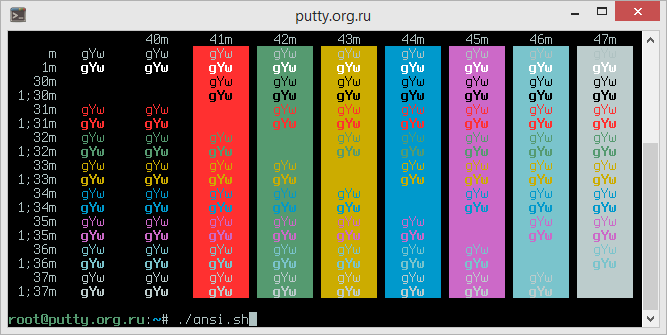 putty.org.ru
40m 41m 42m 43m 44m 45m 46m 47m
m gYw gYw gYw gYw gYw gYw gYw gYw gYw
1m gYw gYw gYw gYw gYw gYw gYw gYw gYw
30m gYw gYw gYw gYw gYw gYw gYw
1;30m gYw gYw gYw gYw gYw gYw gYw
31m gYw gYw gYw gYw gYw gYw gYw gYw
1;31m gYw gYw gYw gYw gYw gYw gYw gYw
32m gYw gYw gYw gYw gYw gYw gYw gYw
1;32m gYw gYw gYw gYw gYw gYw gYw gYw
33m gYw gYw gYw gYw gYw gYw gYw gYw
1;33m gYw gYw gYw gYw gYw gYw gYw gYw
34m gYw gYw gYw gYw gYw gYw gYw gYw
1;34m gYw gYw gYw gYw gYw gYw gYw gYw
35m gYw gYw gYw gYw gYw gYw gYw gYw
1;35m gYw gYw gYw gYw gYw gYw gYw gYw
36m gYw gYw gYw gYw gYw gYw gYw gYw
1;36m gYw gYw gYw gYw gYw gYw gYw gYw
37m gYw gYw gYw gYw gYw gYw gYw gYw
1;37m gYw gYw gYw gYw gYw gYw gYw gYw
root@putty.org.ru:~# ./ansi.sh